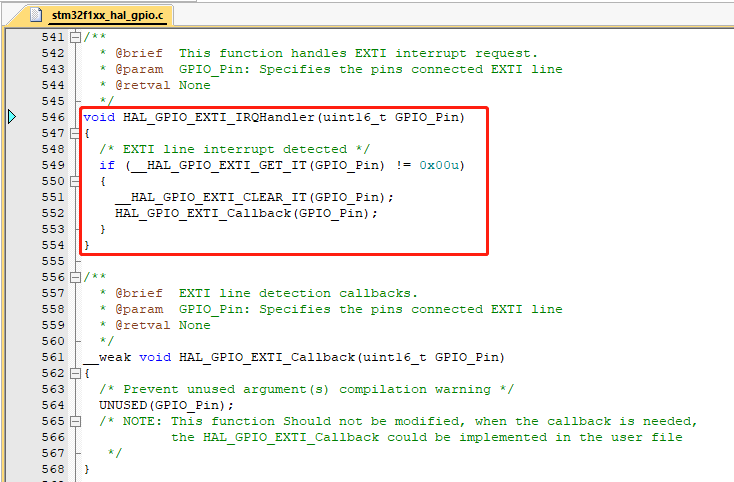 stm32f1xx_hal_gpio.c
541 /**
542   * @brief  This function handles EXTI interrupt request.
543   * @param  GPIO_Pin: Specifies the pins connected EXTI line
544   * @retval None
545   */
546 void HAL_GPIO_EXTI_IRQHandler(uint16_t GPIO_Pin)
547 {
548   /* EXTI line interrupt detected */
549   if (__HAL_GPIO_EXTI_GET_IT(GPIO_Pin) != 0x00u)
550   {
551     __HAL_GPIO_EXTI_CLEAR_IT(GPIO_Pin);
552     HAL_GPIO_EXTI_Callback(GPIO_Pin);
553   }
554 }
555
556 /**
557   * @brief  EXTI line detection callbacks.
558   * @param  GPIO_Pin: Specifies the pins connected EXTI line
559   * @retval None
560   */
561 __weak void HAL_GPIO_EXTI_Callback(uint16_t GPIO_Pin)
562 {
563   /* Prevent unused argument(s) compilation warning */
564   UNUSED(GPIO_Pin);
565   /* NOTE: This function Should not be modified, when the callback is needed,
566            the HAL_GPIO_EXTI_Callback could be implemented in the user file
567    */
568 }